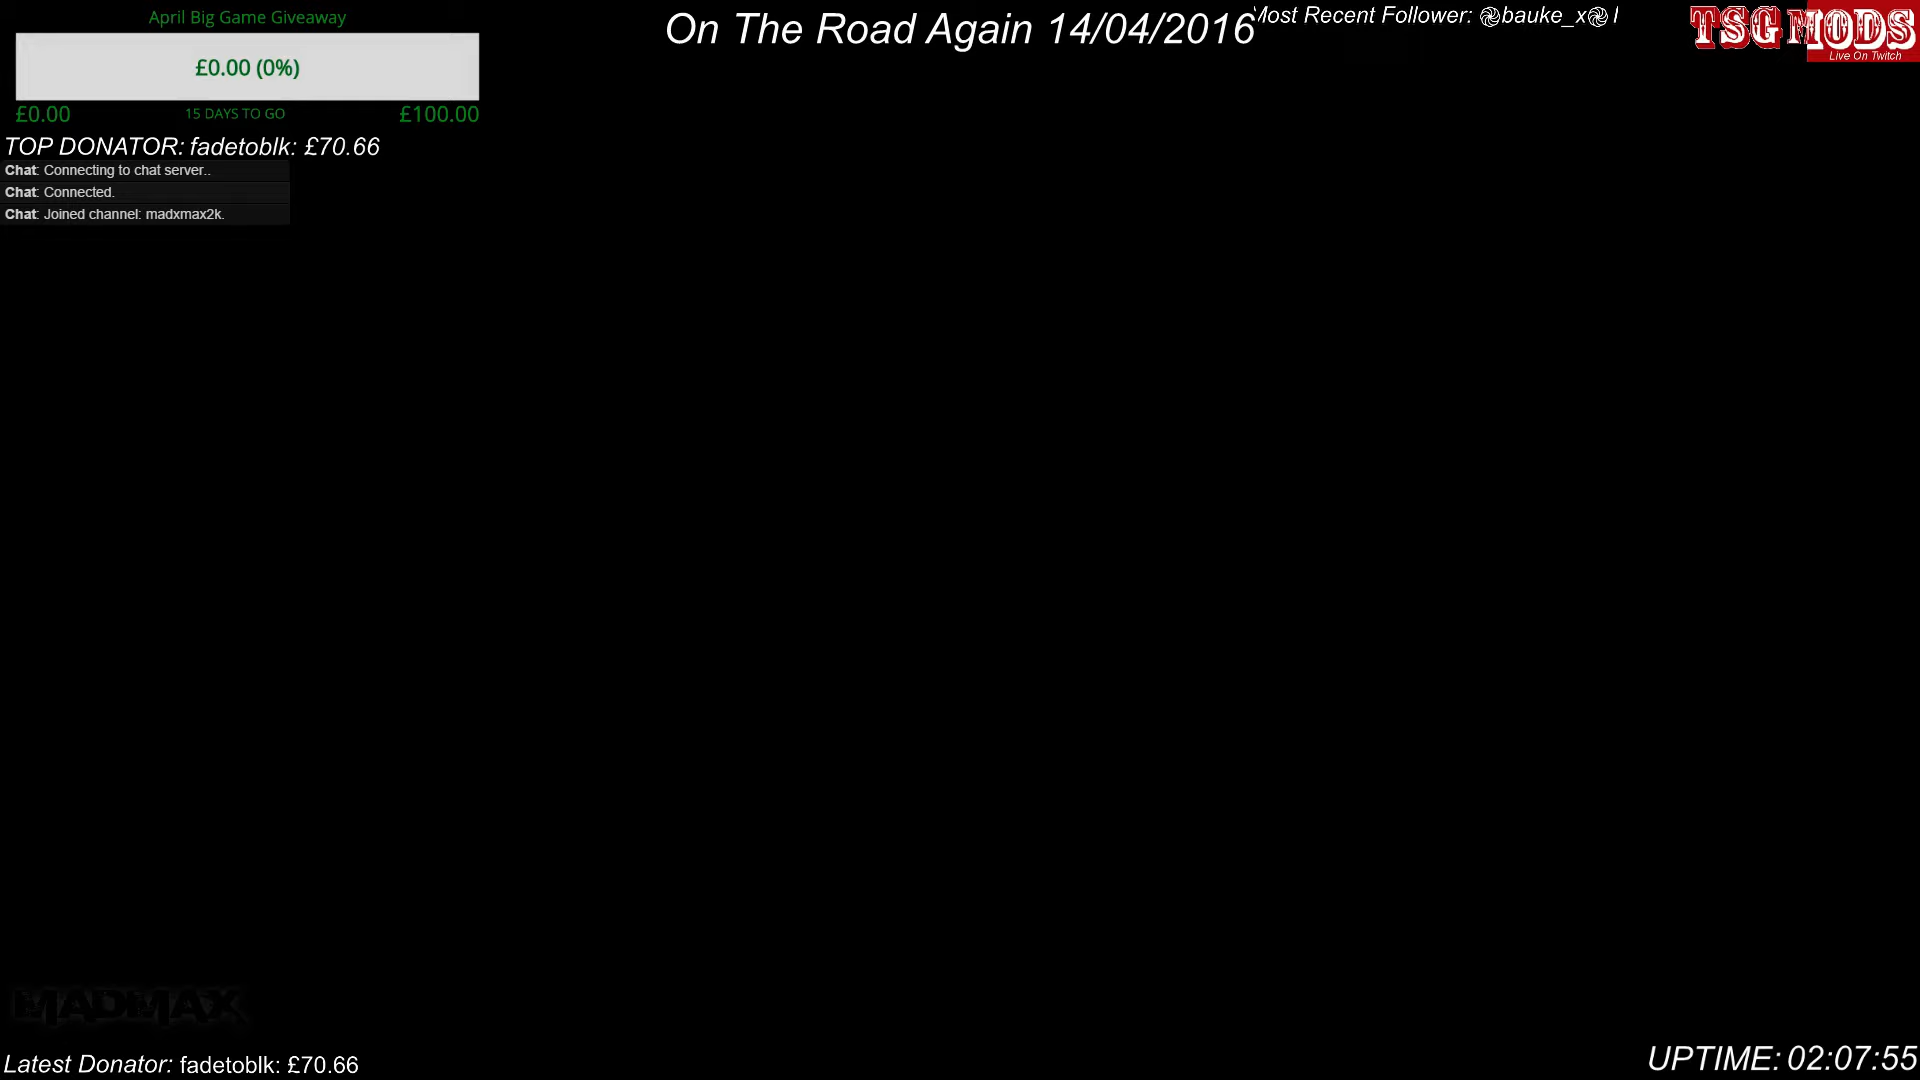 April Big Game Giveaway
£0.00 (0%)
£0.00 15 DAYS TO GO £100.00
TOP DONATOR: fadetoblk: £70.66
Chat: Connecting to chat server..
Chat: Connected.
Chat: Joined channel: madxmax2k.
On The Road Again 14/04/2016
Most Recent Follower: @bauke_x@
TSG MODS
Live On Twitch
MADMAX
Latest Donator: fadetoblk: £70.66
UPTIME: 02:07:55